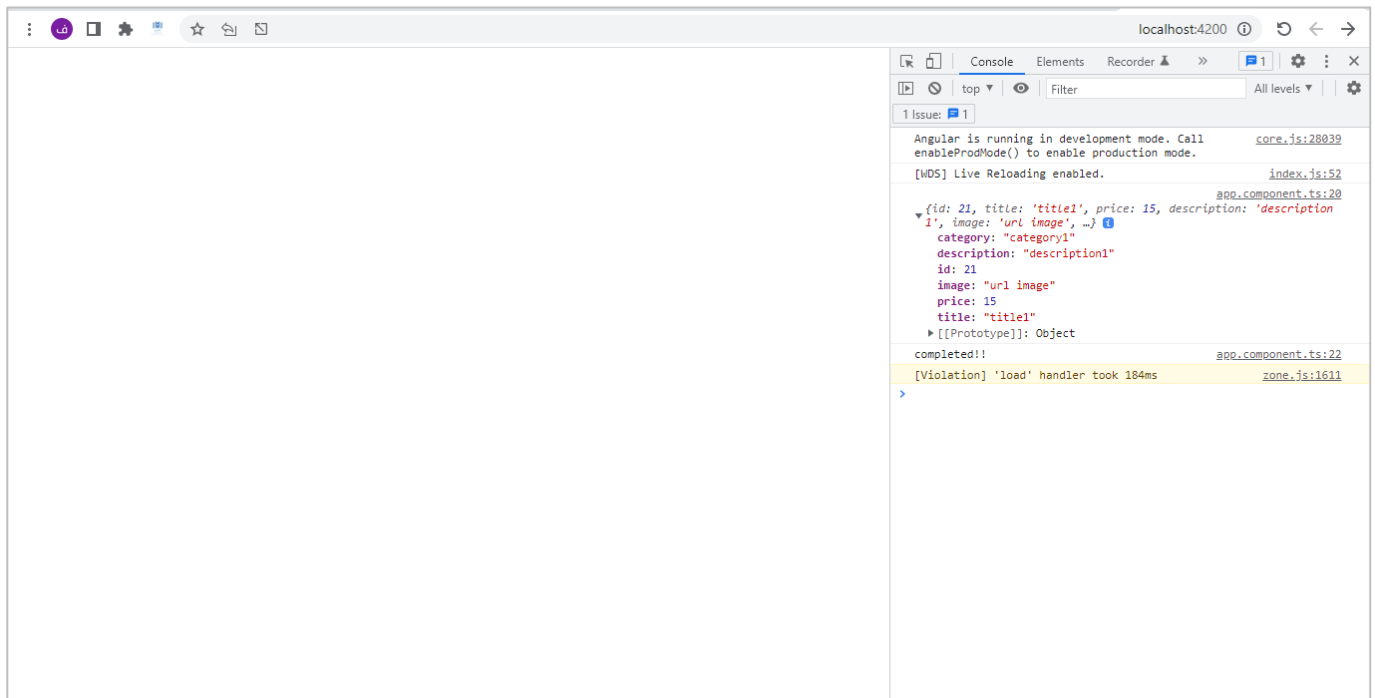 ف
localhost:4200
Console Elements Recorder » 1
top ▼ Filter All levels ▼
1 Issue: 1
Angular is running in development mode. Call core.js:28039
enableProdMode() to enable production mode.
[WDS] Live Reloading enabled. index.js:52
app.component.ts:20
{id: 21, title: 'title1', price: 15, description: 'description
1', image: 'url image', …}
category: "category1"
description: "description1"
id: 21
image: "url image"
price: 15
title: "title1"
[[Prototype]]: Object
completed!! app.component.ts:22
[Violation] 'load' handler took 184ms zone.js:1611